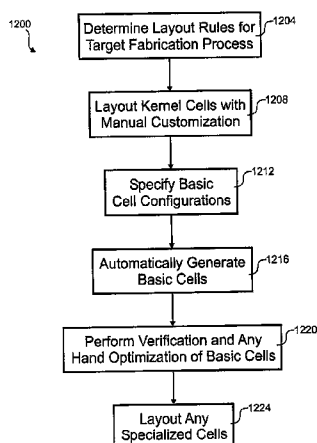 1200
Determine Layout Rules for
Target Fabrication Process
1204
Layout Kernel Cells with
Manual Customization
1208
Specify Basic
Cell Configurations
1212
Automatically Generate
Basic Cells
1216
Perform Verification and Any
Hand Optimization of Basic Cells
1220
Layout Any
Specialized Cells
1224